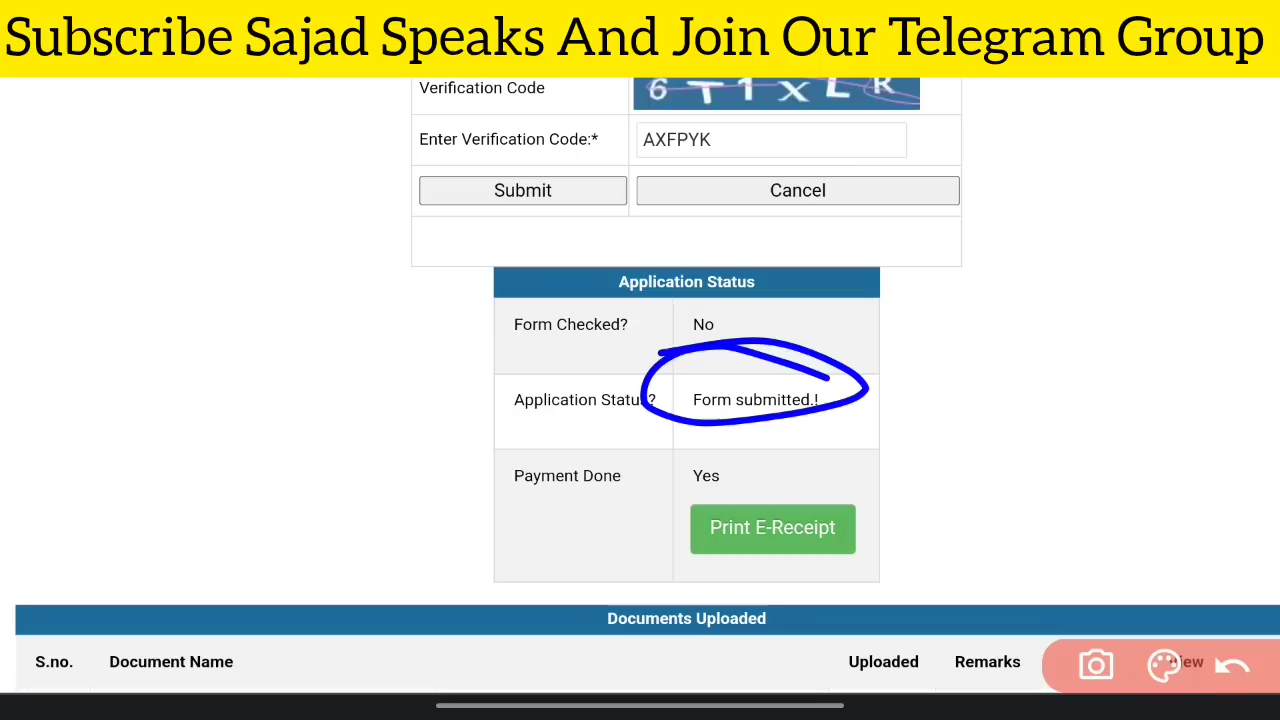 Subscribe Sajad Speaks And Join Our Telegram Group
Verification Code 6 T 1 X L R
Enter Verification Code:* AXFPYK
Submit Cancel
Application Status
Form Checked? No
Application Status? Form submitted.!
Payment Done Yes
Print E-Receipt
Documents Uploaded
S.no. Document Name Uploaded Remarks View